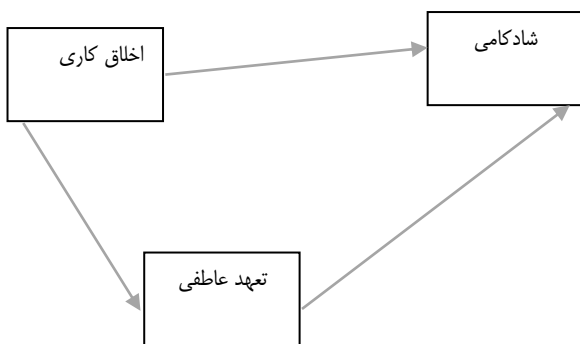 شادکامی
اخلاق کاری
تعهد عاطفی